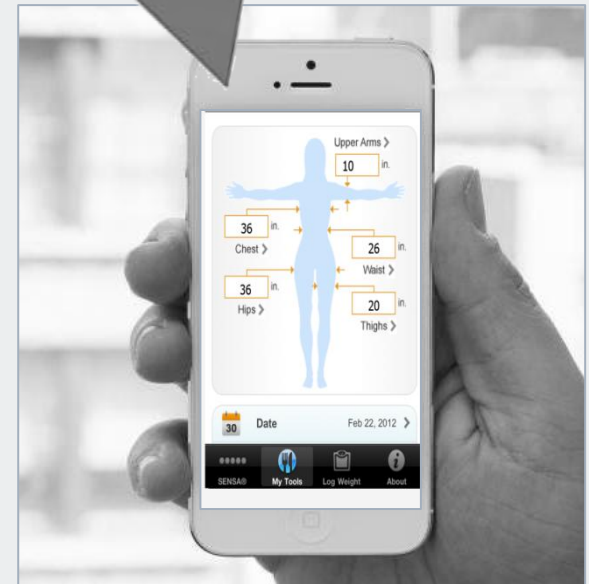 Upper Arms >
10 in.
36 in.
Chest >
26 in.
Waist >
36 in.
Hips >
20 in.
Thighs >
30 Date Feb 22, 2012 >
SENSA® My Tools Log Weight About